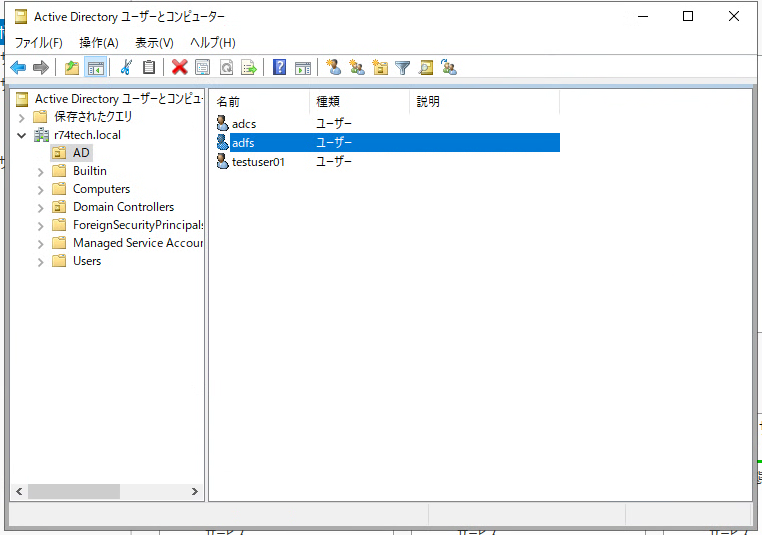 Active Directory ユーザーとコンピューター
ファイル(F) 操作(A) 表示(V) ヘルプ(H)
Active Directory ユーザーとコンピュ
保存されたクエリ
r74tech.local
AD
Builtin
Computers
Domain Controllers
ForeignSecurityPrincipals
Managed Service Accour
Users
名前 種類 説明
adcs ユーザー
adfs ユーザー
testuser01 ユーザー